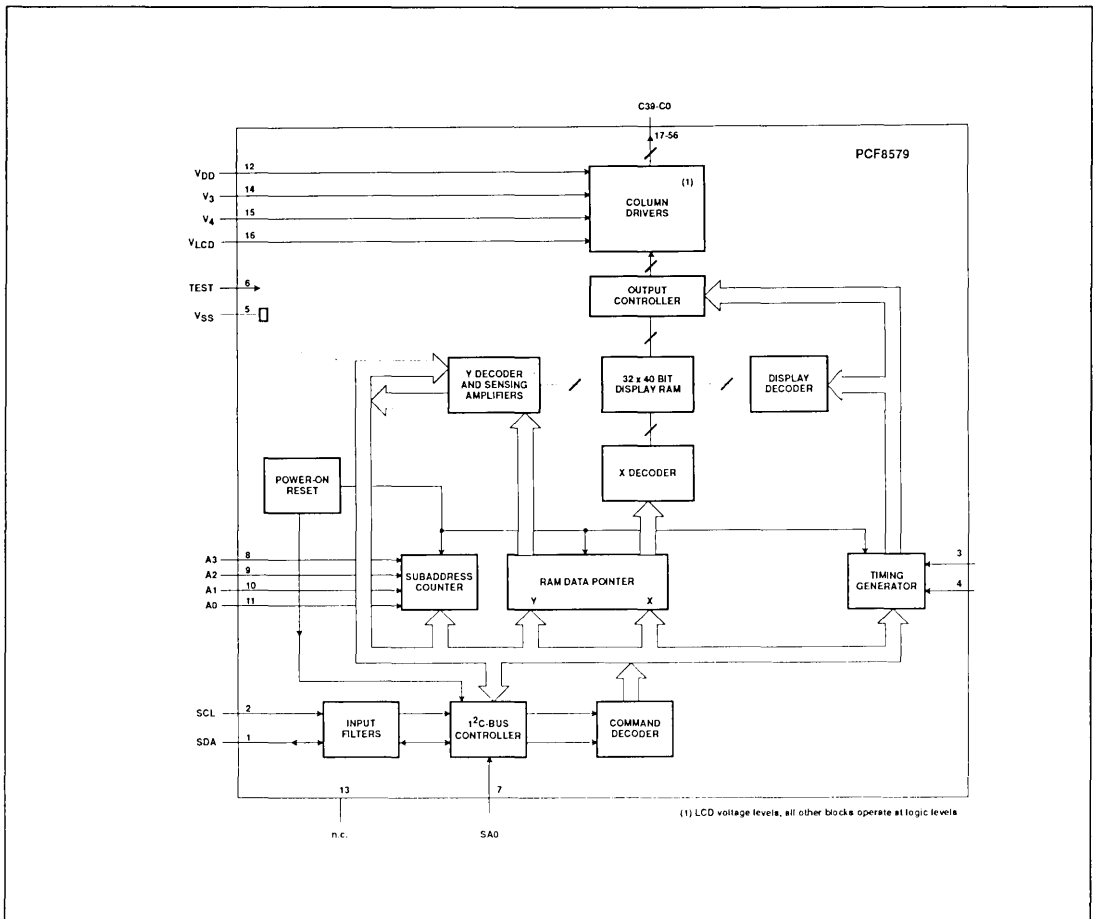 C39-C0
17-56
PCF8579
VDD 12
V3 14
V4 15
VLCD 16
(1)
COLUMN
DRIVERS
TEST 6
VSS 5
OUTPUT
CONTROLLER
Y DECODER
AND SENSING
AMPLIFIERS
32 x 40 BIT
DISPLAY RAM
DISPLAY
DECODER
X DECODER
POWER-ON
RESET
A3 8
A2 9
A1 10
A0 11
SUBADDRESS
COUNTER
RAM DATA POINTER
Y X
TIMING
GENERATOR
3
4
SCL 2
SDA 1
INPUT
FILTERS
I2C-BUS
CONTROLLER
COMMAND
DECODER
13
7
(1) LCD voltage levels, all other blocks operate at logic levels
n.c.
SA0